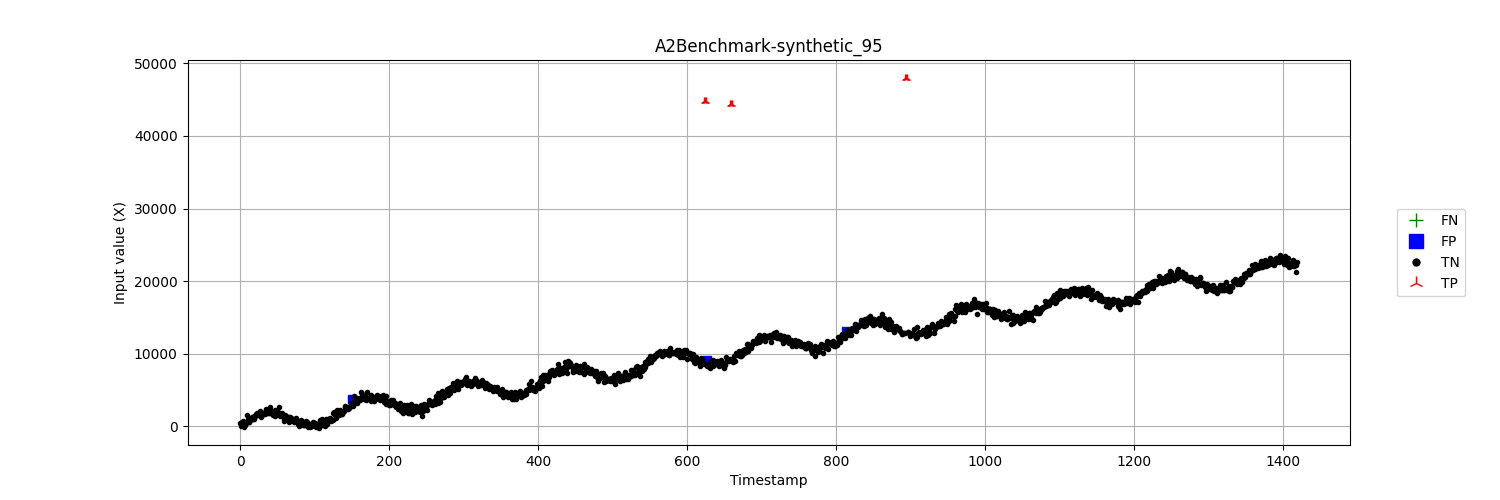 A2Benchmark-synthetic_95
50000
40000
30000
20000
10000
0
Input value (X)
0 200 400 600 800 1000 1200 1400
Timestamp
FN
FP
TN
TP